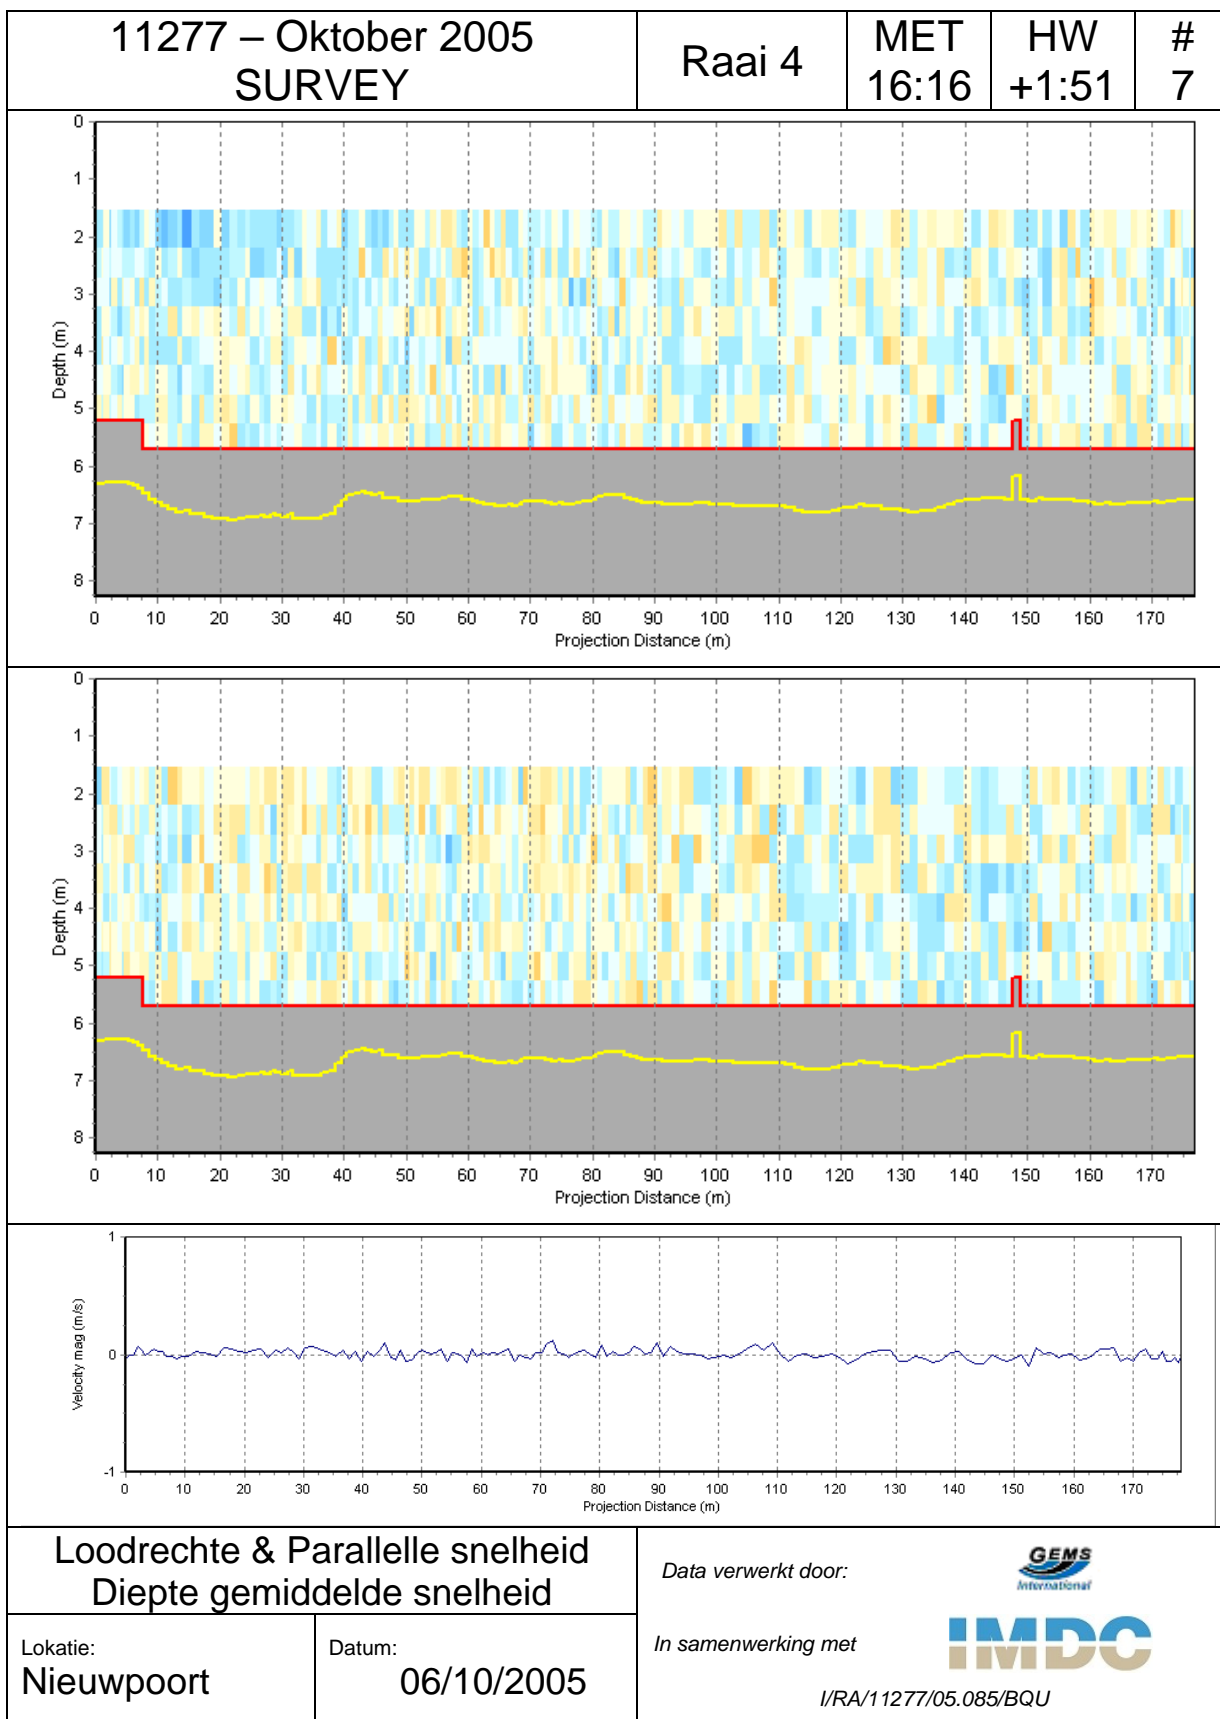 11277 – Oktober 2005
SURVEY
Raai 4
MET
16:16
HW
+1:51
#
7
0
1
2
3
4
5
6
7
8
Depth (m)
0 10 20 30 40 50 60 70 80 90 100 110 120 130 140 150 160 170
Projection Distance (m)
0
1
2
3
4
5
6
7
8
Depth (m)
0 10 20 30 40 50 60 70 80 90 100 110 120 130 140 150 160 170
Projection Distance (m)
1
0
-1
Velocity mag (m/s)
0 10 20 30 40 50 60 70 80 90 100 110 120 130 140 150 160 170
Projection Distance (m)
Loodrechte & Parallelle snelheid
Diepte gemiddelde snelheid
Lokatie:
Nieuwpoort
Datum:
06/10/2005
Data verwerkt door:
GEMS
International
In samenwerking met
IMDC
I/RA/11277/05.085/BQU